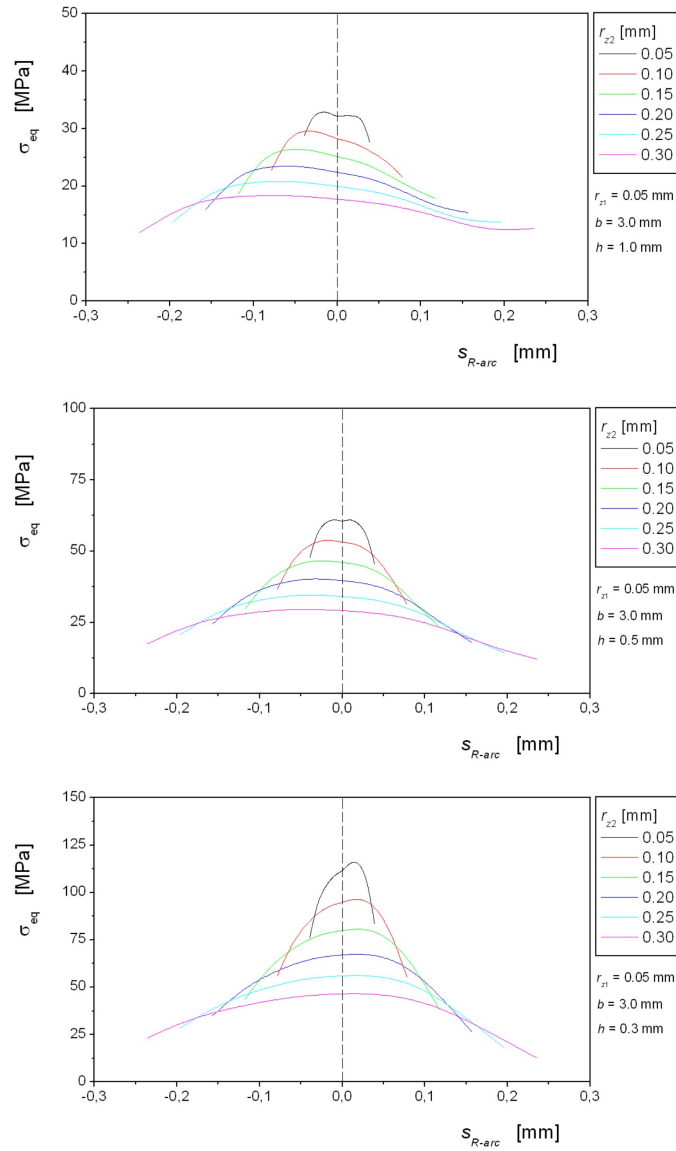 50
40
30
20
10
0
σeq [MPa]
-0,3 -0,2 -0,1 0,0 0,1 0,2 0,3
sR-arc [mm]
rz2 [mm]
0.05
0.10
0.15
0.20
0.25
0.30
rz1 = 0.05 mm
b = 3.0 mm
h = 1.0 mm
100
75
50
25
0
σeq [MPa]
-0,3 -0,2 -0,1 0,0 0,1 0,2 0,3
sR-arc [mm]
rz2 [mm]
0.05
0.10
0.15
0.20
0.25
0.30
rz1 = 0.05 mm
b = 3.0 mm
h = 0.5 mm
150
125
100
75
50
25
0
σeq [MPa]
-0,3 -0,2 -0,1 0,0 0,1 0,2 0,3
sR-arc [mm]
rz2 [mm]
0.05
0.10
0.15
0.20
0.25
0.30
rz1 = 0.05 mm
b = 3.0 mm
h = 0.3 mm